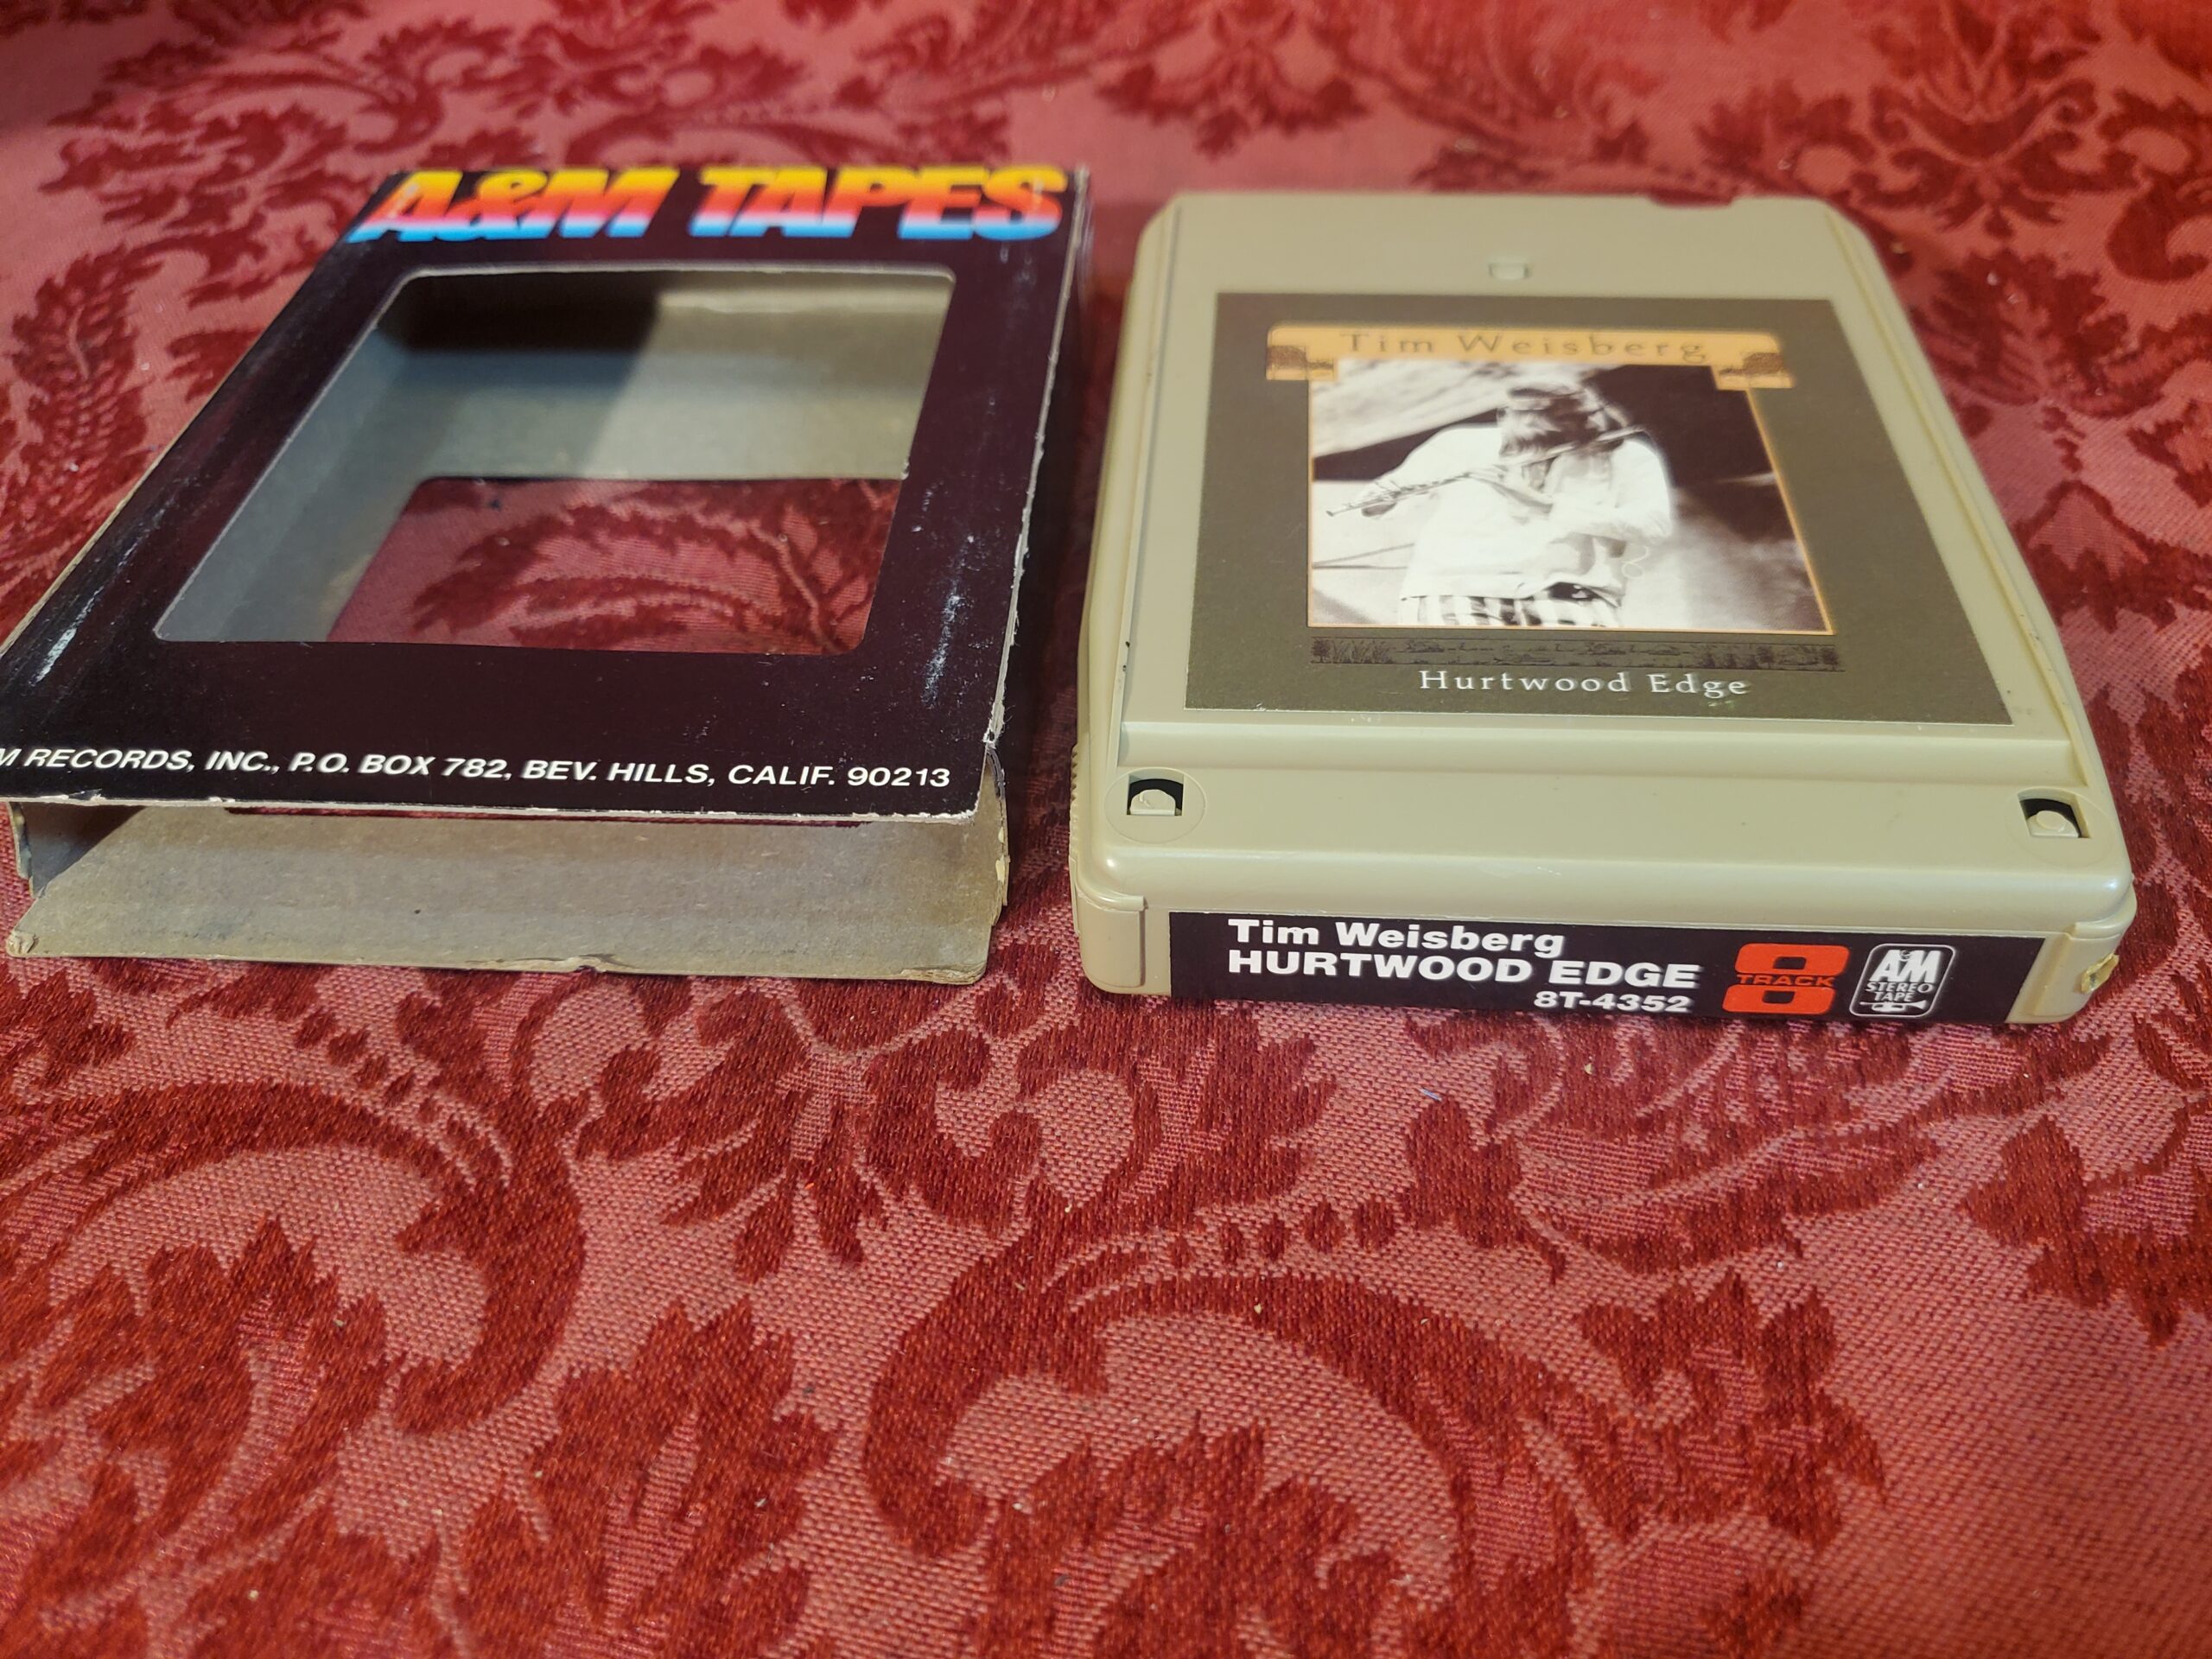 A&M TAPES
M RECORDS, INC., P.O. BOX 782, BEV. HILLS, CALIF. 90213
Tim Weisberg
Hurtwood Edge
Tim Weisberg
HURTWOOD EDGE
8T-4352
8
TRACK
A&M
STEREO
TAPE